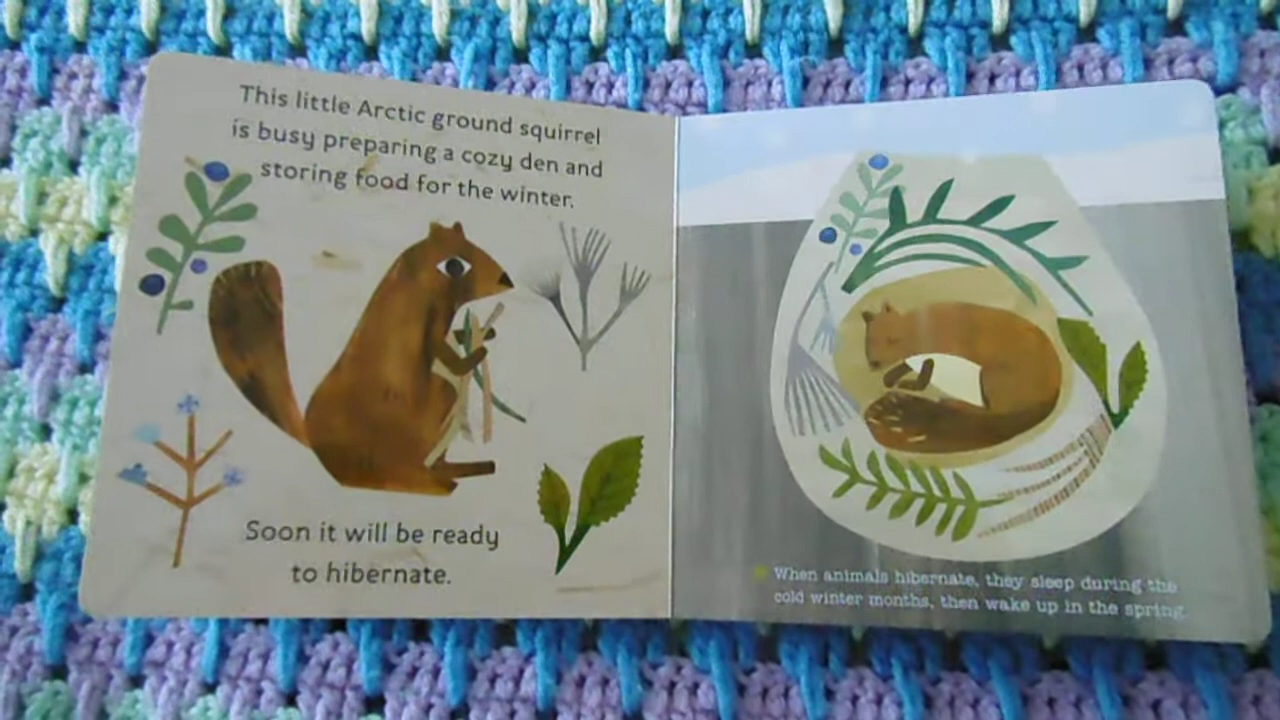 This little Arctic ground squirrel
is busy preparing a cozy den and
storing food for the winter.
Soon it will be ready
to hibernate.
When animals hibernate, they sleep during the
cold winter months, then wake up in the spring.